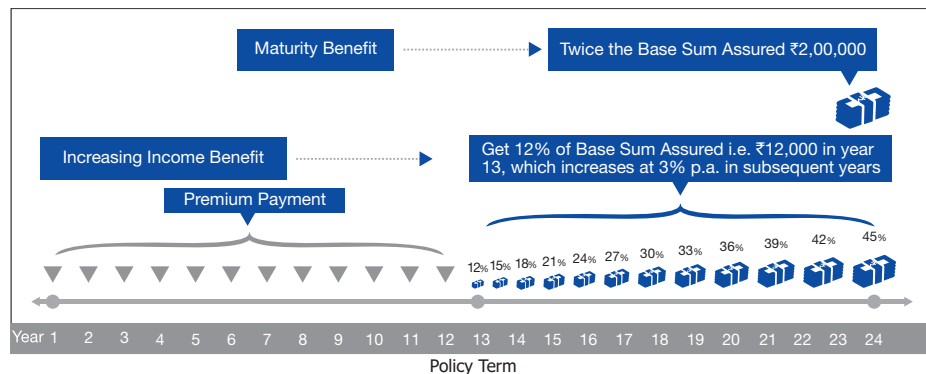 Maturity Benefit
Twice the Base Sum Assured ₹2,00,000
Increasing Income Benefit
Get 12% of Base Sum Assured i.e. ₹12,000 in year
13, which increases at 3% p.a. in subsequent years
Premium Payment
12% 15% 18% 21% 24% 27% 30% 33% 36% 39% 42% 45%
Year 1 2 3 4 5 6 7 8 9 10 11 12 13 14 15 16 17 18 19 20 21 22 23 24
Policy Term